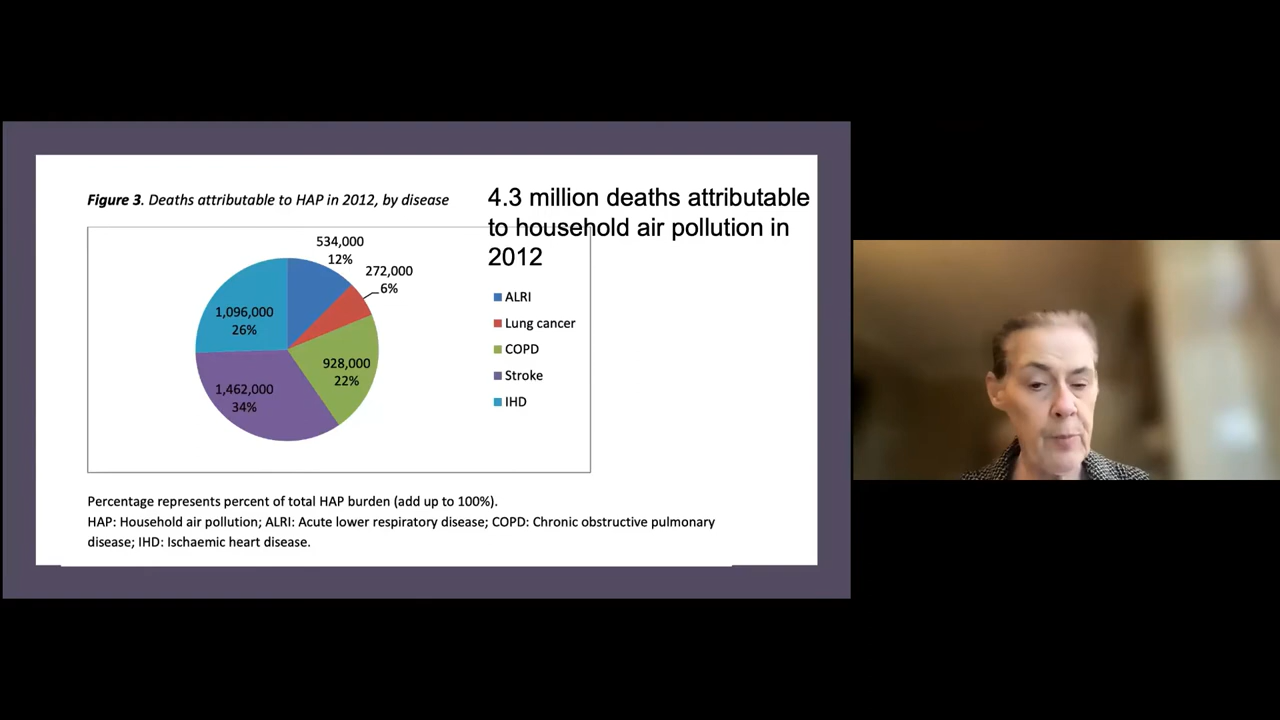 Figure 3. Deaths attributable to HAP in 2012, by disease
4.3 million deaths attributable
to household air pollution in
2012
534,000
12%
272,000
6%
1,096,000
26%
928,000
22%
1,462,000
34%
ALRI
Lung cancer
COPD
Stroke
IHD
Percentage represents percent of total HAP burden (add up to 100%).
HAP: Household air pollution; ALRI: Acute lower respiratory disease; COPD: Chronic obstructive pulmonary
disease; IHD: Ischaemic heart disease.